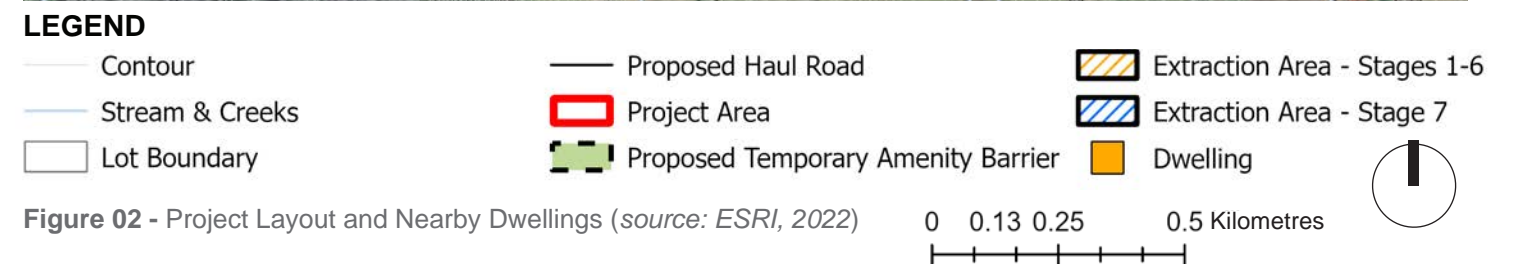 LEGEND
Contour
Stream & Creeks
Lot Boundary
Proposed Haul Road
Project Area
Proposed Temporary Amenity Barrier
Extraction Area - Stages 1-6
Extraction Area - Stage 7
Dwelling
Figure 02 - Project Layout and Nearby Dwellings (source: ESRI, 2022)
0 0.13 0.25 0.5 Kilometres